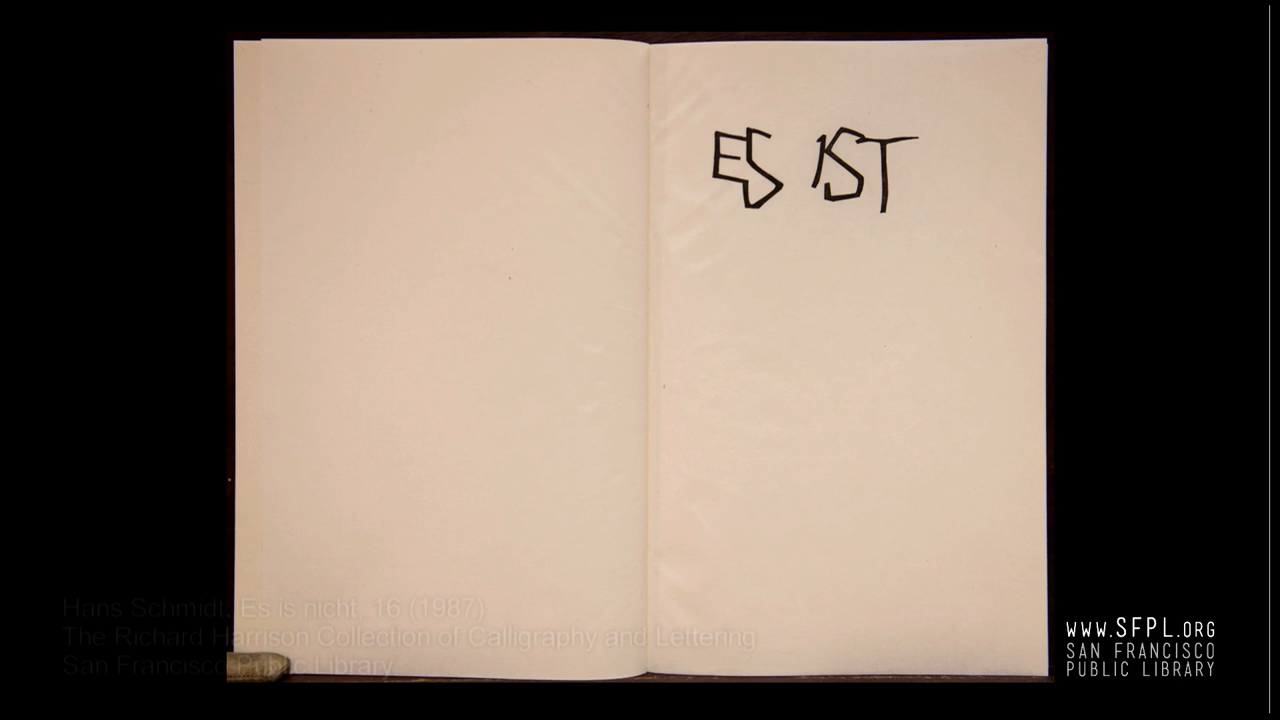 ES IST
Hans Schmidt, Es is nicht, 16 (1987)
The Richard Harrison Collection of Calligraphy and Lettering
San Francisco Public Library
WWW.SFPL.ORG
SAN FRANCISCO
PUBLIC LIBRARY